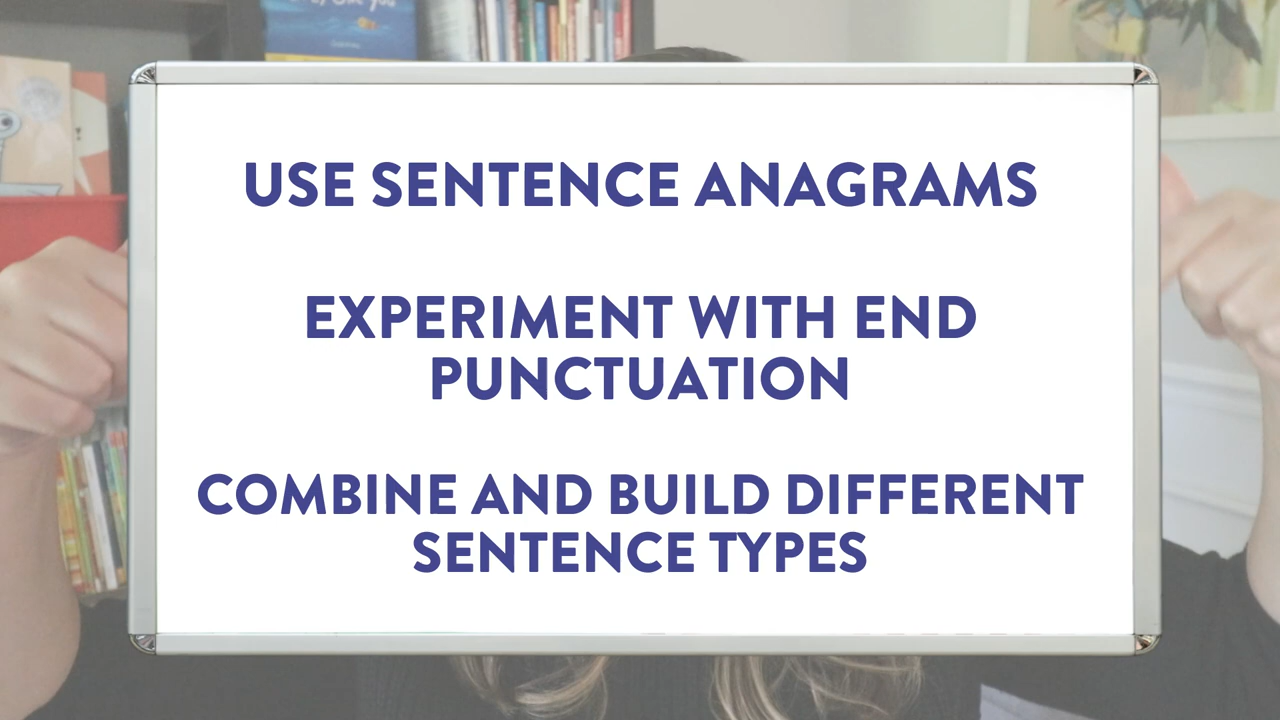 USE SENTENCE ANAGRAMS
EXPERIMENT WITH END
PUNCTUATION
COMBINE AND BUILD DIFFERENT
SENTENCE TYPES